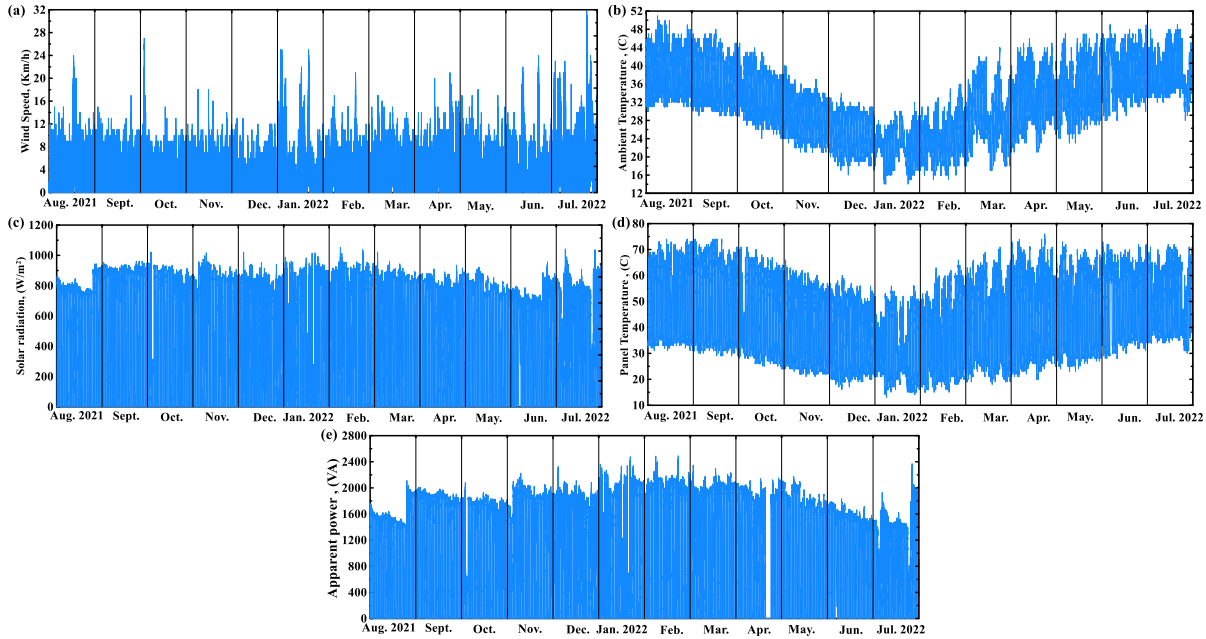 (a)
Wind Speed, (Km/h)
32
28
24
20
16
12
8
4
0
Aug. 2021 Sept. Oct. Nov. Dec. Jan. 2022 Feb. Mar. Apr. May. Jun. Jul. 2022
(b)
Ambient Temperature , (C)
52
48
44
40
36
32
28
24
20
16
12
Aug. 2021 Sept. Oct. Nov. Dec. Jan. 2022 Feb. Mar. Apr. May. Jun. Jul. 2022
(c)
Solar radiation, (W/m²)
1200
1000
800
600
400
200
0
Aug. 2021 Sept. Oct. Nov. Dec. Jan. 2022 Feb. Mar. Apr. May. Jun. Jul. 2022
(d)
Panel Temperature , (C)
80
70
60
50
40
30
20
10
Aug. 2021 Sept. Oct. Nov. Dec. Jan. 2022 Feb. Mar. Apr. May. Jun. Jul. 2022
(e)
Apparent power , (VA)
2800
2400
2000
1600
1200
800
400
0
Aug. 2021 Sept. Oct. Nov. Dec. Jan. 2022 Feb. Mar. Apr. May. Jun. Jul. 2022